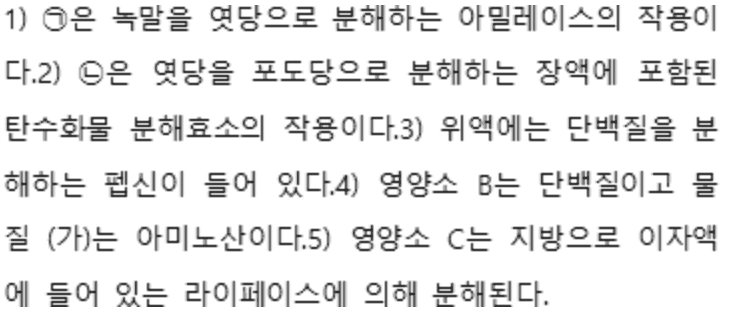 1) ㉠은 녹말을 엿당으로 분해하는 아밀레이스의 작용이
다.2) ㉡은 엿당을 포도당으로 분해하는 장액에 포함된
탄수화물 분해효소의 작용이다.3) 위액에는 단백질을 분
해하는 펩신이 들어 있다.4) 영양소 B는 단백질이고 물
질 (가)는 아미노산이다.5) 영양소 C는 지방으로 이자액
에 들어 있는 라이페이스에 의해 분해된다.